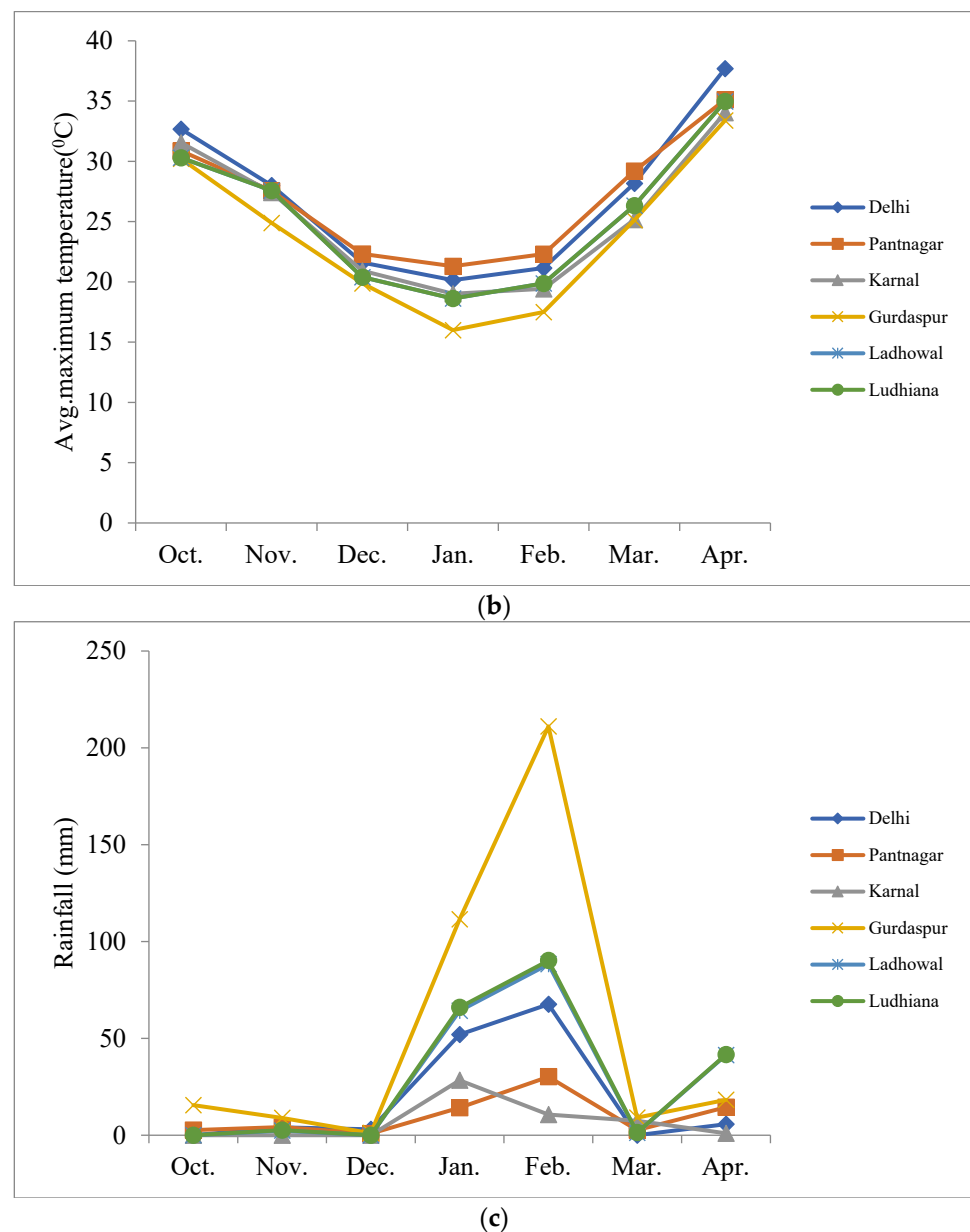 40
35
30
25
20
15
10
5
0
Avg.maximum temperature(⁰C)
Oct. Nov. Dec. Jan. Feb. Mar. Apr.
Delhi
Pantnagar
Karnal
Gurdaspur
Ladhowal
Ludhiana
(b)
250
200
150
100
50
0
Rainfall (mm)
Oct. Nov. Dec. Jan. Feb. Mar. Apr.
Delhi
Pantnagar
Karnal
Gurdaspur
Ladhowal
Ludhiana
(c)